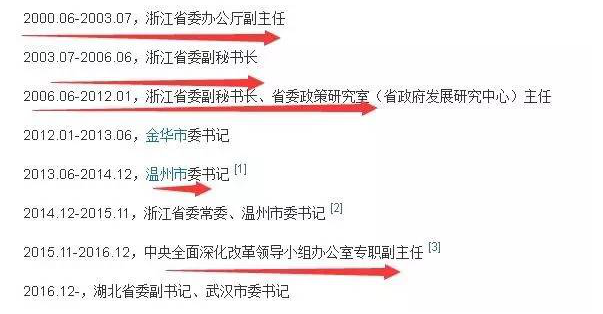 2000.06-2003.07，浙江省委办公厅副主任
2003.07-2006.06，浙江省委副秘书长
2006.06-2012.01，浙江省委副秘书长、省委政策研究室（省政府发展研究中心）主任
2012.01-2013.06，金华市委书记
2013.06-2014.12，温州市委书记 [1]
2014.12-2015.11，浙江省委常委、温州市委书记 [2]
2015.11-2016.12，中央全面深化改革领导小组办公室专职副主任 [3]
2016.12-，湖北省委副书记、武汉市委书记